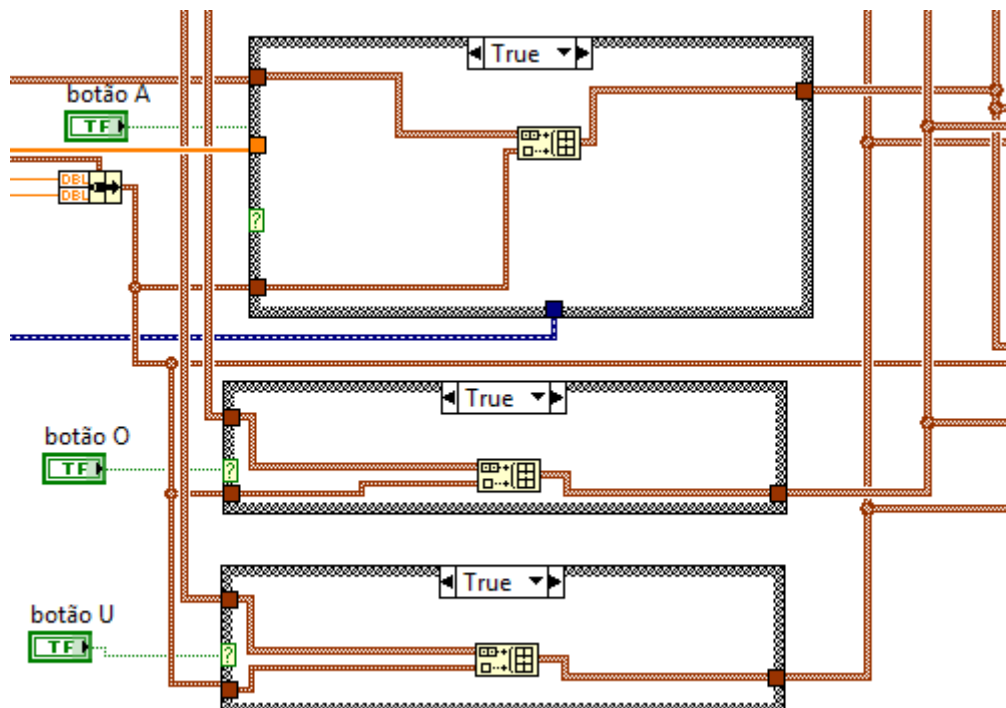 True
botão A
TF
?
DBL
DBL
True
botão O
TF
?
True
botão U
TF
?